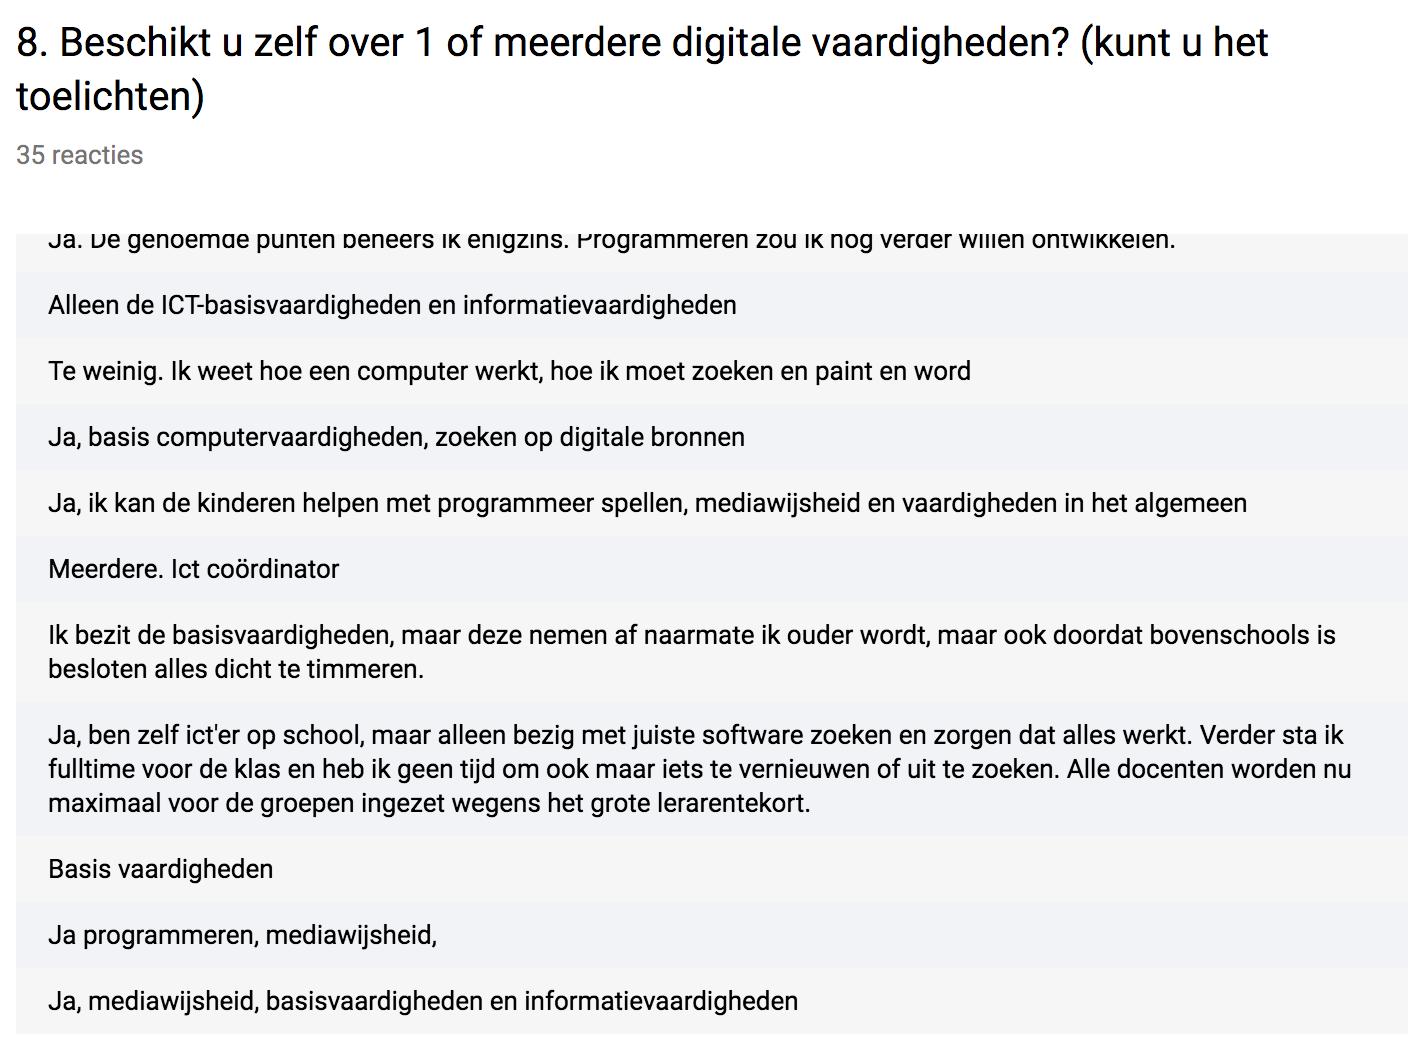 8. Beschikt u zelf over 1 of meerdere digitale vaardigheden? (kunt u het
toelichten)
35 reacties
Ja. De genoemde punten beheers ik enigzins. Programmeren zou ik nog verder willen ontwikkelen.
Alleen de ICT-basisvaardigheden en informatievaardigheden
Te weinig. Ik weet hoe een computer werkt, hoe ik moet zoeken en paint en word
Ja, basis computervaardigheden, zoeken op digitale bronnen
Ja, ik kan de kinderen helpen met programmeer spellen, mediawijsheid en vaardigheden in het algemeen
Meerdere. Ict coördinator
Ik bezit de basisvaardigheden, maar deze nemen af naarmate ik ouder wordt, maar ook doordat bovenschools is
besloten alles dicht te timmeren.
Ja, ben zelf ict'er op school, maar alleen bezig met juiste software zoeken en zorgen dat alles werkt. Verder sta ik
fulltime voor de klas en heb ik geen tijd om ook maar iets te vernieuwen of uit te zoeken. Alle docenten worden nu
maximaal voor de groepen ingezet wegens het grote lerarentekort.
Basis vaardigheden
Ja programmeren, mediawijsheid,
Ja, mediawijsheid, basisvaardigheden en informatievaardigheden